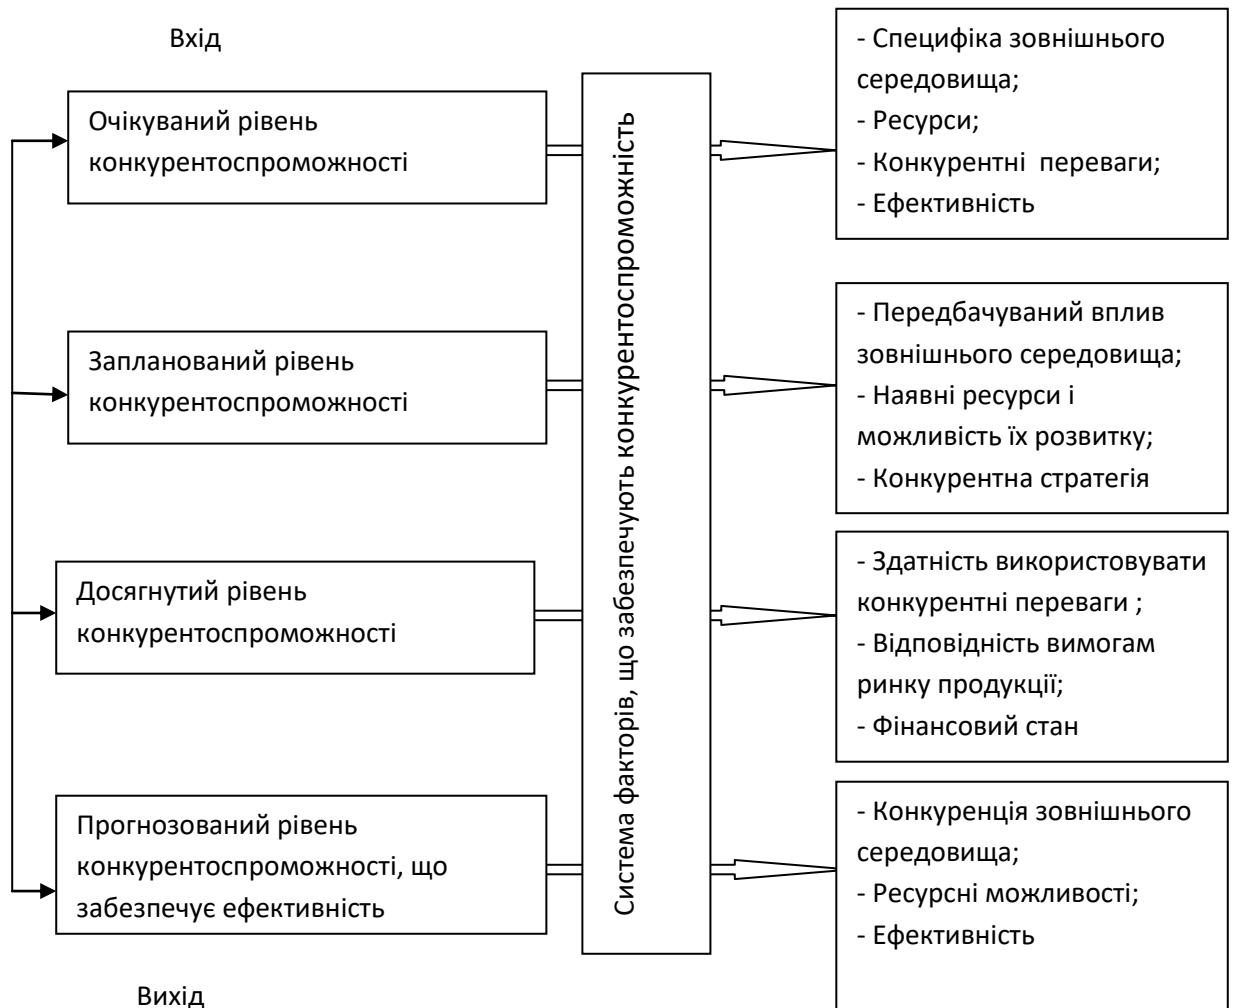 Вхід
Очікуваний рівень
конкурентоспроможності
Запланований рівень
конкурентоспроможності
Досягнутий рівень
конкурентоспроможності
Прогнозований рівень
конкурентоспроможності, що
забезпечує ефективність
Вихід
Система факторів, що забезпечують конкурентоспроможність
- Специфіка зовнішнього
середовища;
- Ресурси;
- Конкурентні переваги;
- Ефективність
- Передбачуваний вплив
зовнішнього середовища;
- Наявні ресурси і
можливість їх розвитку;
- Конкурентна стратегія
- Здатність використовувати
конкурентні переваги ;
- Відповідність вимогам
ринку продукції;
- Фінансовий стан
- Конкуренція зовнішнього
середовища;
- Ресурсні можливості;
- Ефективність